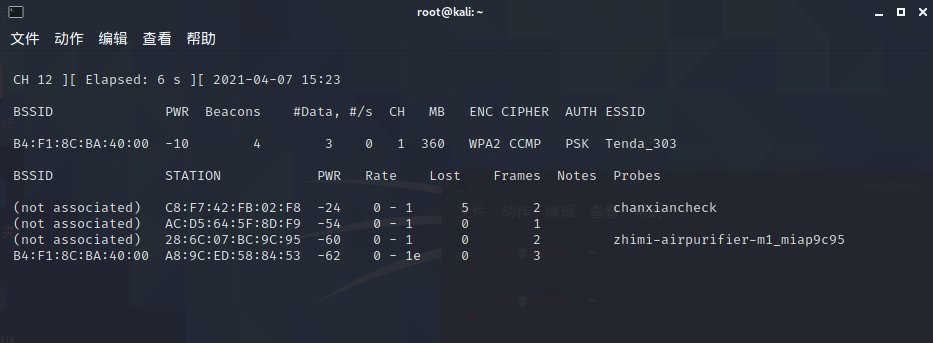 root@kali: ~
文件 动作 编辑 查看 帮助
CH 12 ][ Elapsed: 6 s ][ 2021-04-07 15:23
BSSID PWR Beacons #Data, #/s CH MB ENC CIPHER AUTH ESSID
B4:F1:8C:BA:40:00 -10 4 3 0 1 360 WPA2 CCMP PSK Tenda_303
BSSID STATION PWR Rate Lost Frames Notes Probes
(not associated) C8:F7:42:FB:02:F8 -24 0 - 1 5 2 chanxiancheck
(not associated) AC:D5:64:5F:8D:F9 -54 0 - 1 0 1
(not associated) 28:6C:07:BC:9C:95 -60 0 - 1 0 2 zhimi-airpurifier-m1_miap9c95
B4:F1:8C:BA:40:00 A8:9C:ED:58:84:53 -62 0 - 1e 0 3